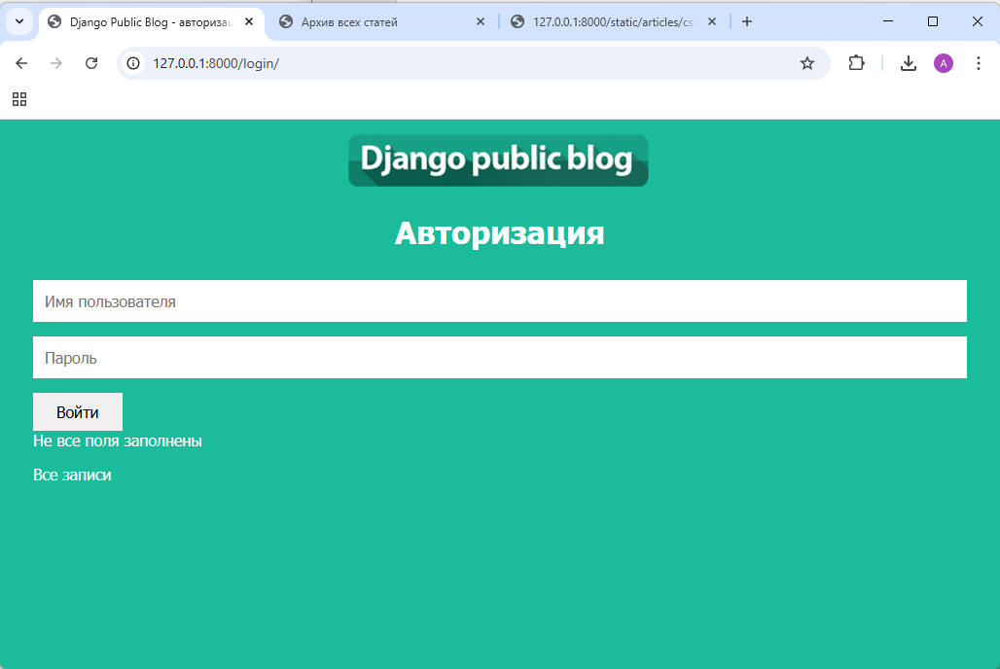 Django Public Blog - авториза
Архив всех статей
127.0.0.1:8000/static/articles/cs
127.0.0.1:8000/login/
A
Django public blog
Авторизация
Имя пользователя
Пароль
Войти
Не все поля заполнены
Все записи